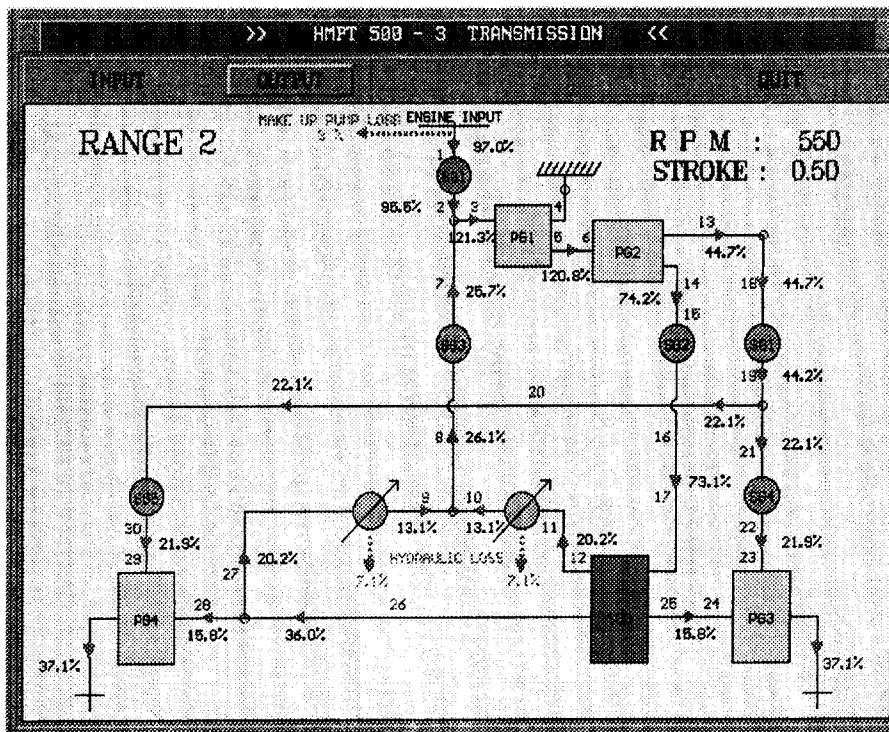 >> HMPT 500 - 3 TRANSMISSION <<
INPUT OUTPUT QUIT
MAKE UP PUMP LOSS ENGINE INPUT
3 %
RANGE 2
R P M : 550
STROKE : 0.50
1 97.0%
95.5% 2 3 4
121.3% PG1 5 6 PG2 13
120.8% 44.7%
7 25.7% 74.2% 14 18 44.7%
15
19 44.2%
22.1% 20 22.1%
8 26.1% 16 21 22.1%
17 73.1%
9 10
30 13.1% 13.1% 11 22
21.9% 20.2% 12 20.2% 21.9%
29 27 HYDRAULIC LOSS 23
7.1% 7.1%
28 26 25 24
PG4 15.8% 36.0% 15.8% PG3
37.1% 37.1%